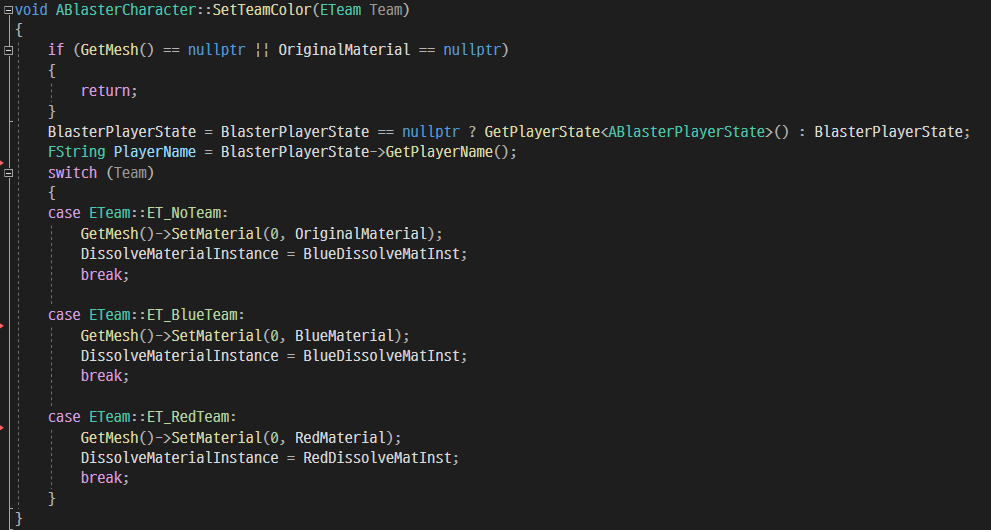 void ABlasterCharacter::SetTeamColor(ETeam Team)
{
    if (GetMesh() == nullptr || OriginalMaterial == nullptr)
    {
        return;
    }
    BlasterPlayerState = BlasterPlayerState == nullptr ? GetPlayerState<ABlasterPlayerState>() : BlasterPlayerState;
    FString PlayerName = BlasterPlayerState->GetPlayerName();
    switch (Team)
    {
    case ETeam::ET_NoTeam:
        GetMesh()->SetMaterial(0, OriginalMaterial);
        DissolveMaterialInstance = BlueDissolveMatInst;
        break;

    case ETeam::ET_BlueTeam:
        GetMesh()->SetMaterial(0, BlueMaterial);
        DissolveMaterialInstance = BlueDissolveMatInst;
        break;

    case ETeam::ET_RedTeam:
        GetMesh()->SetMaterial(0, RedMaterial);
        DissolveMaterialInstance = RedDissolveMatInst;
        break;
    }
}